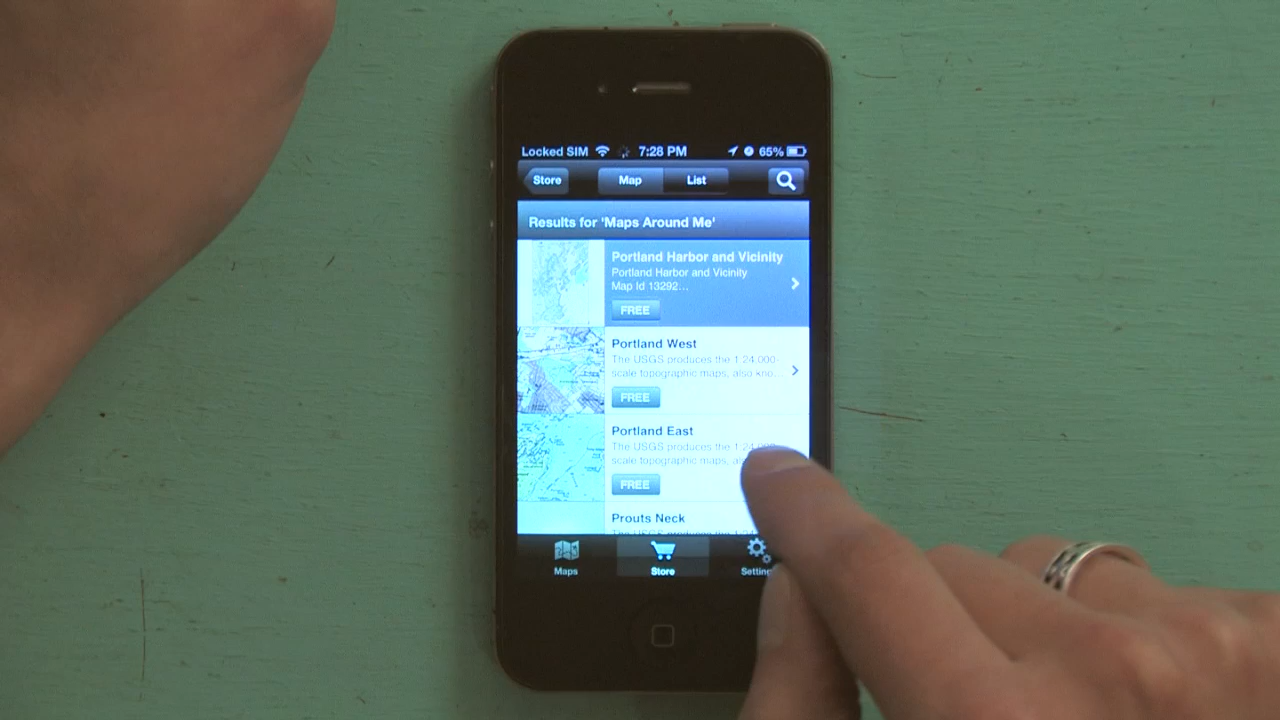 Locked SIM 7:28 PM 65%
Store Map List
Results for 'Maps Around Me'
Portland Harbor and Vicinity
Portland Harbor and Vicinity
Map Id 13292...
FREE
Portland West
The USGS produces the 1:24,000-
scale topographic maps, also kno...
FREE
Portland East
The USGS produces the 1:24,000-
scale topographic maps,
FREE
Prouts Neck
Maps Store Settin